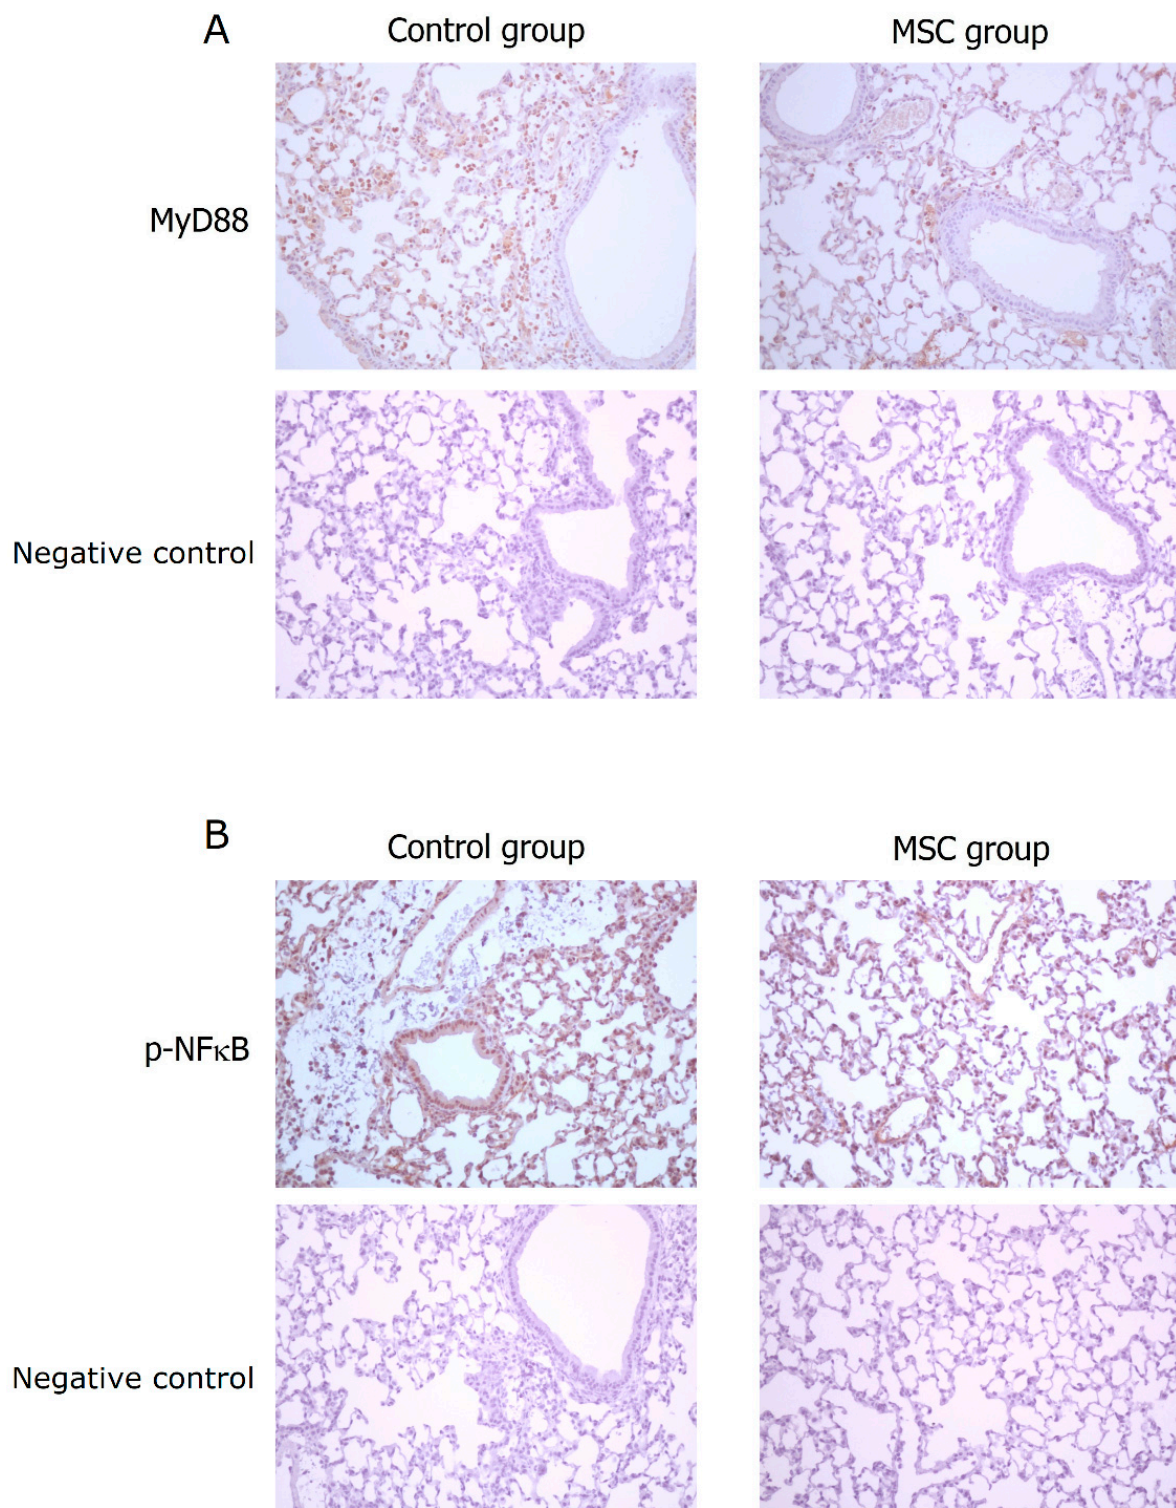 A
Control group
MSC group
MyD88
Negative control
B
Control group
MSC group
p-NFκB
Negative control